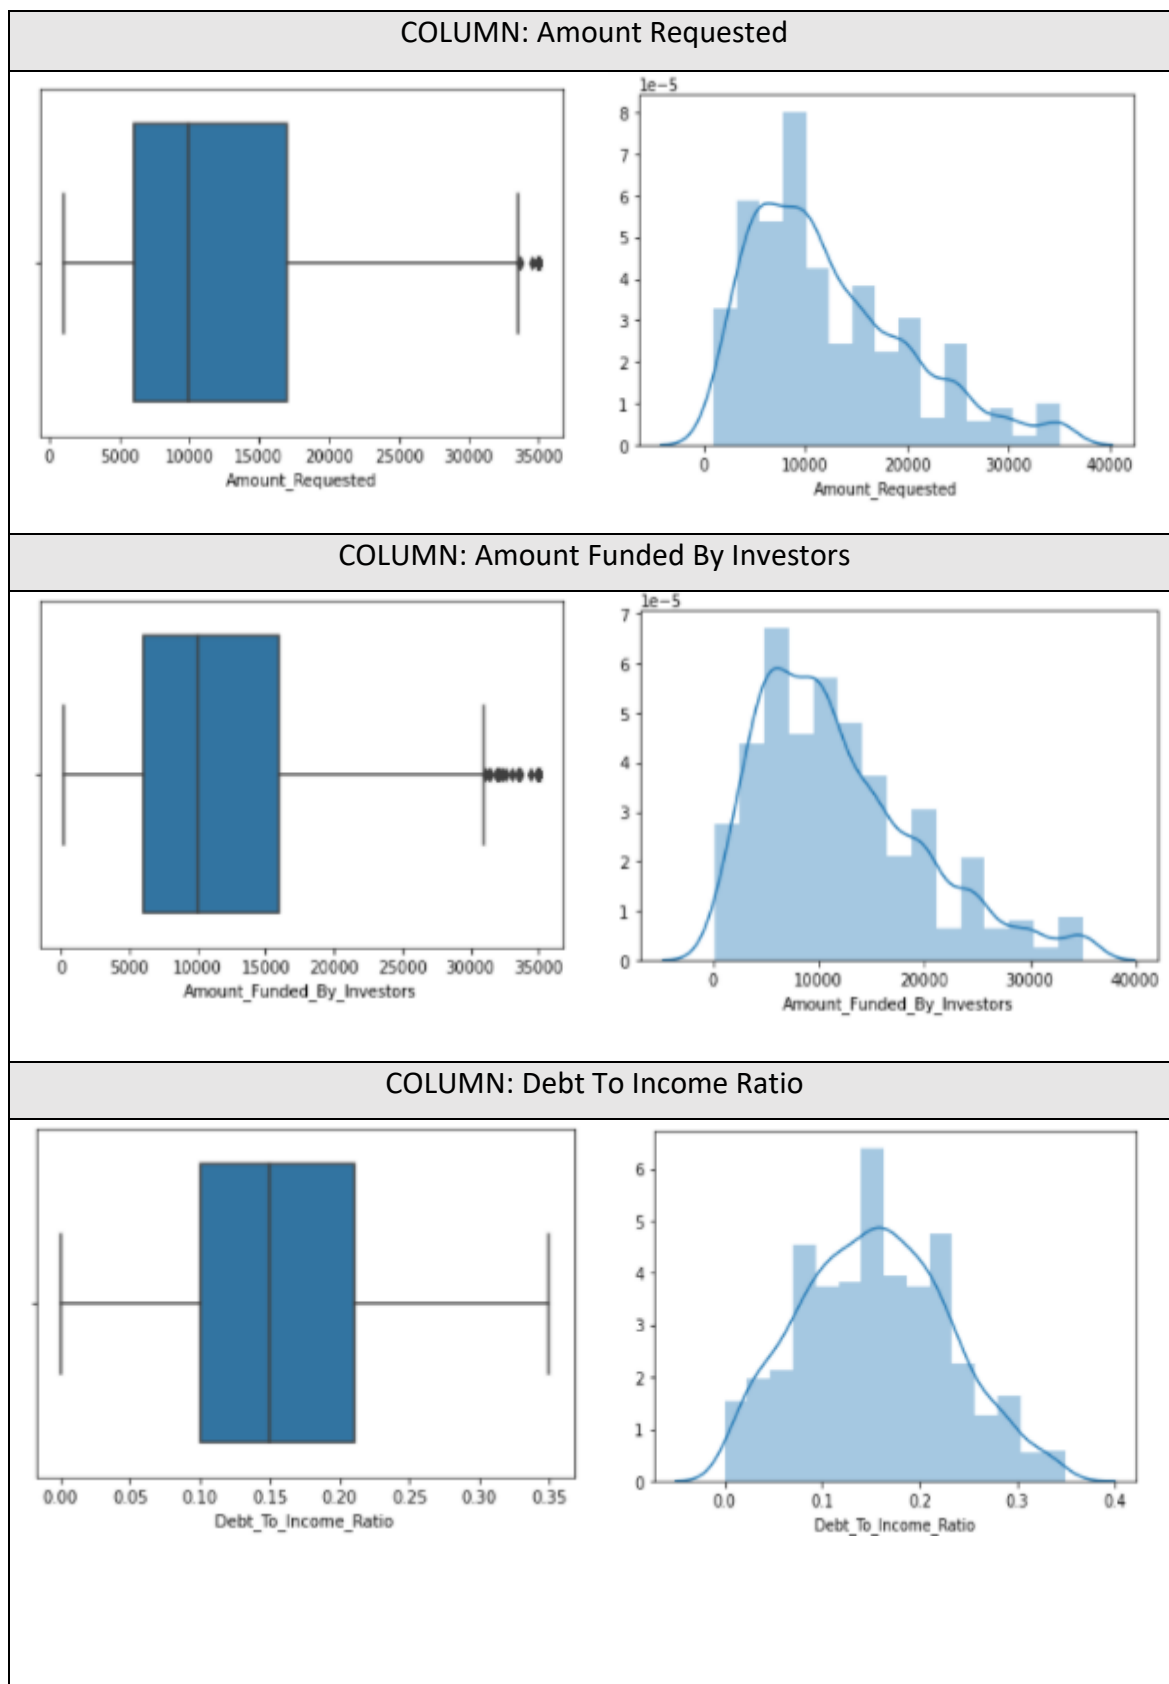 COLUMN: Amount Requested
1e−5
8
7
6
5
4
3
2
1
0
0 5000 10000 15000 20000 25000 30000 35000
Amount_Requested
0 10000 20000 30000 40000
Amount_Requested
COLUMN: Amount Funded By Investors
1e−5
7
6
5
4
3
2
1
0
0 5000 10000 15000 20000 25000 30000 35000
Amount_Funded_By_Investors
0 10000 20000 30000 40000
Amount_Funded_By_Investors
COLUMN: Debt To Income Ratio
6
5
4
3
2
1
0
0.00 0.05 0.10 0.15 0.20 0.25 0.30 0.35
Debt_To_Income_Ratio
0.0 0.1 0.2 0.3 0.4
Debt_To_Income_Ratio